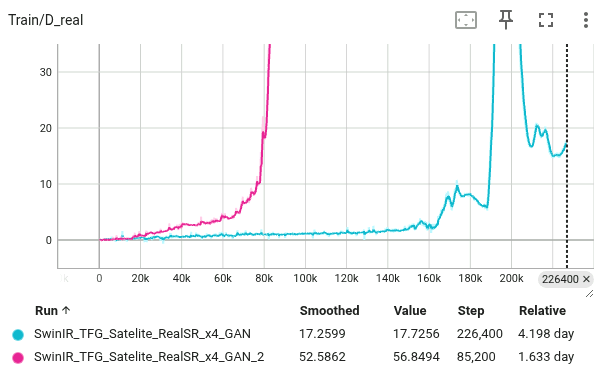 Train/D_real
30
20
10
0
k 0 20k 40k 60k 80k 100k 120k 140k 160k 180k 200k 226400 ✕
Run ↑ Smoothed Value Step Relative
SwinIR_TFG_Satelite_RealSR_x4_GAN 17.2599 17.7256 226,400 4.198 day
SwinIR_TFG_Satelite_RealSR_x4_GAN_2 52.5862 56.8494 85,200 1.633 day